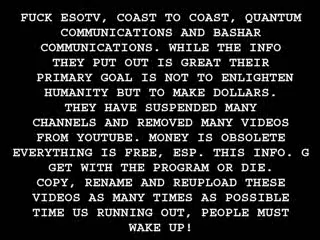 FUCK ESOTV, COAST TO COAST, QUANTUM
COMMUNICATIONS AND BASHAR
COMMUNICATIONS. WHILE THE INFO
THEY PUT OUT IS GREAT THEIR
PRIMARY GOAL IS NOT TO ENLIGHTEN
HUMANITY BUT TO MAKE DOLLARS.
THEY HAVE SUSPENDED MANY
CHANNELS AND REMOVED MANY VIDEOS
FROM YOUTUBE. MONEY IS OBSOLETE
EVERYTHING IS FREE, ESP. THIS INFO. G
GET WITH THE PROGRAM OR DIE.
COPY, RENAME AND REUPLOAD THESE
VIDEOS AS MANY TIMES AS POSSIBLE
TIME US RUNNING OUT, PEOPLE MUST
WAKE UP!